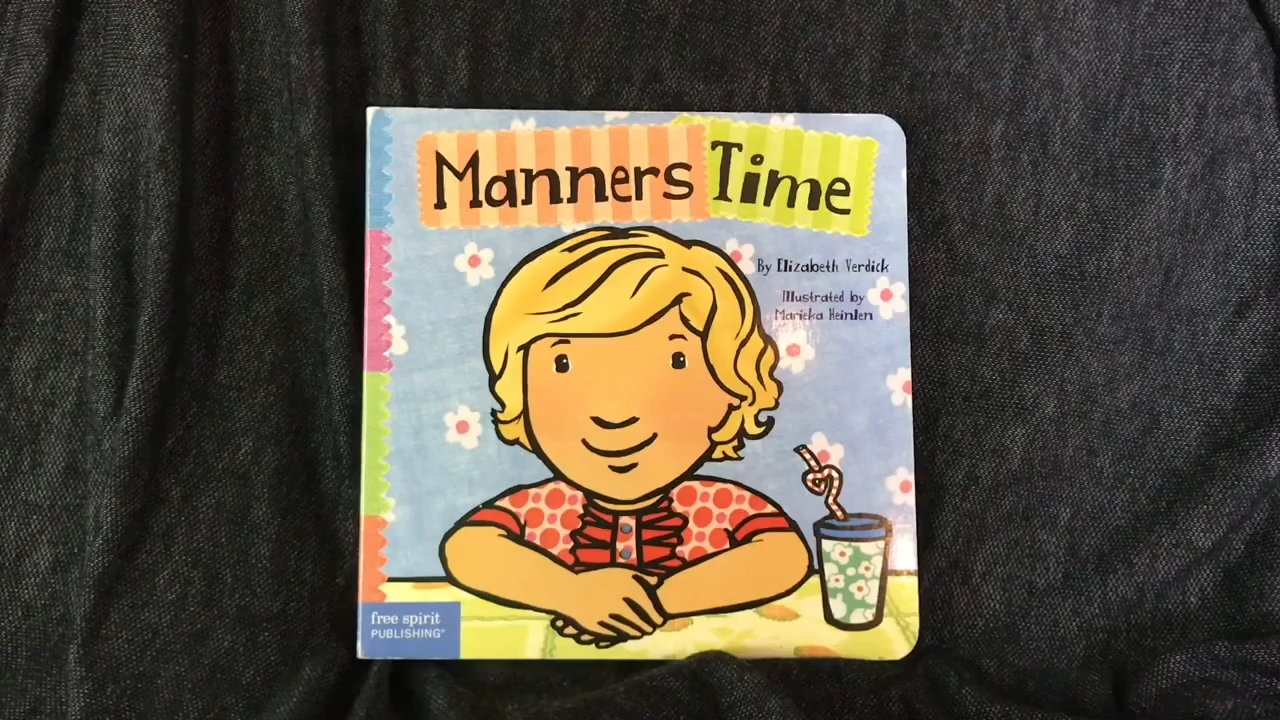 Manners Time
By Elizabeth Verdick
Illustrated by
Marieka Heinlen
free spirit
PUBLISHING®